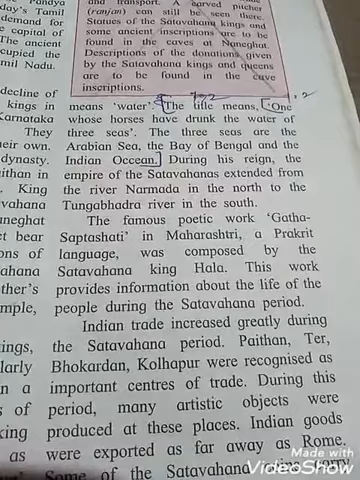 Pandya
day's Tamil
demand for
e capital of
The ancient
cupied the
mil Nadu.
decline of
kings in
Karnataka
They
heir own.
dynasty.
ithan in
King
vahana
aneghat
ct bear
ons of
ahana
ther's
mple,
ings,
larly
n a
s of
king
as
and transport. A carved pitcher
(ranjan) can still be seen there.
Statues of the Satavahana kings and
some ancient inscriptions are to be
found in the caves at Naneghat.
Descriptions of the donations given
by the Satavahana kings and queens
are to be found in the cave
inscriptions.
means 'water'. The title means, 'One
whose horses have drunk the water of
three seas'. The three seas are the
Arabian Sea, the Bay of Bengal and the
Indian Occean. During his reign, the
empire of the Satavahanas extended from
the river Narmada in the north to the
Tungabhadra river in the south.
The famous poetic work 'Gatha-
Saptashati' in Maharashtri, a Prakrit
language, was composed by the
Satavahana king Hala. This work
provides information about the life of the
people during the Satavahana period.
Indian trade increased greatly during
the Satavahana period. Paithan, Ter,
Bhokardan, Kolhapur were recognised as
important centres of trade. During this
period, many artistic objects were
produced at these places. Indian goods
were exported as far away as Rome.
Some of the Satavahana coins carry
Made with
VideoShow